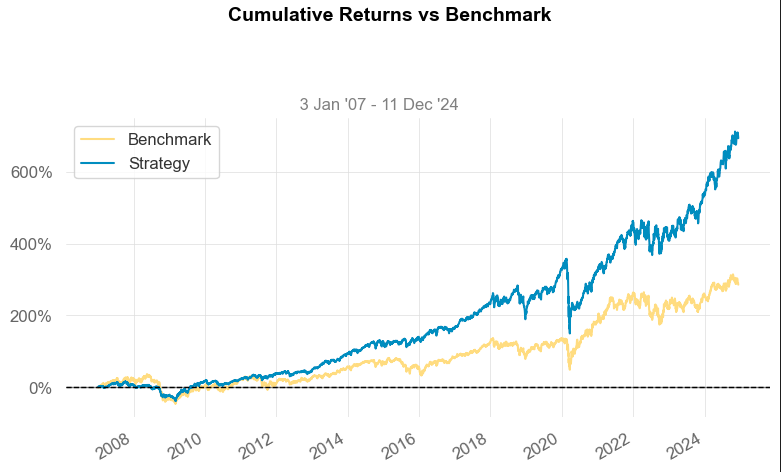 Cumulative Returns vs Benchmark
3 Jan '07 - 11 Dec '24
Benchmark
Strategy
600%
400%
200%
0%
2008 2010 2012 2014 2016 2018 2020 2022 2024